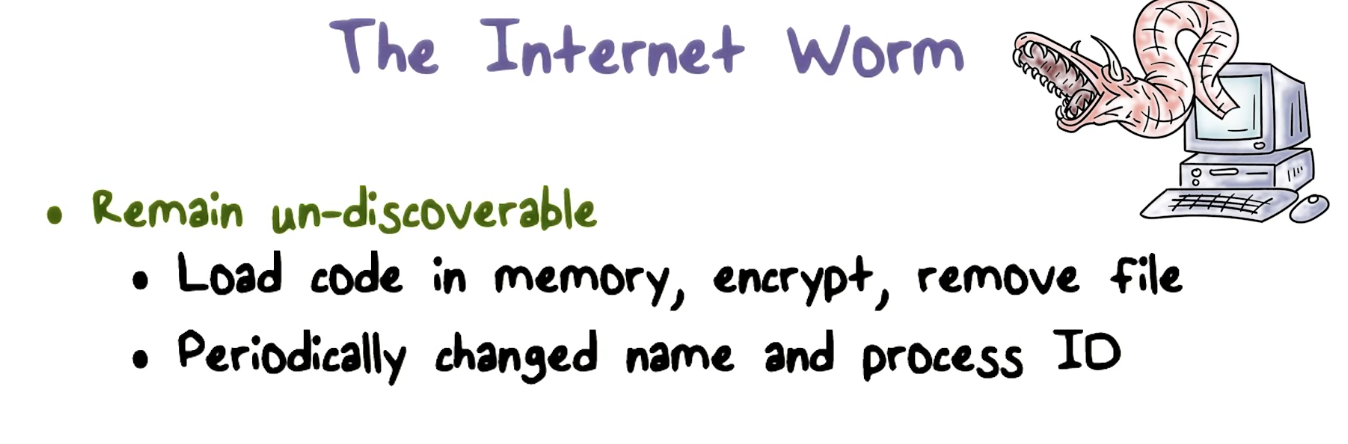 The Internet Worm
• Remain un-discoverable
• Load code in memory, encrypt, remove file
• Periodically changed name and process ID